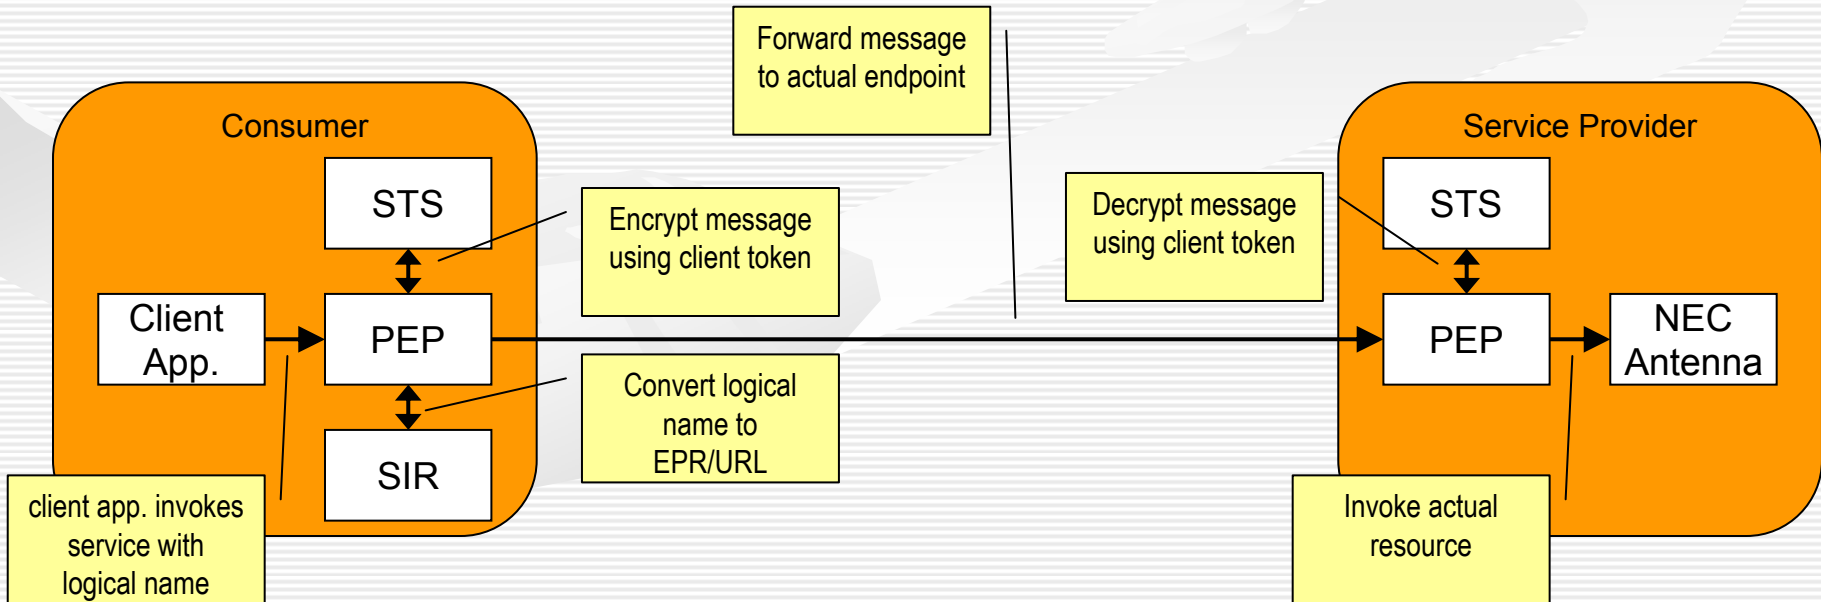 Forward message
to actual endpoint
Consumer
Service Provider
STS
Encrypt message
using client token
Decrypt message
using client token
STS
Client
App.
PEP
PEP
NEC
Antenna
Convert logical
name to
EPR/URL
SIR
client app. invokes
service with
logical name
Invoke actual
resource